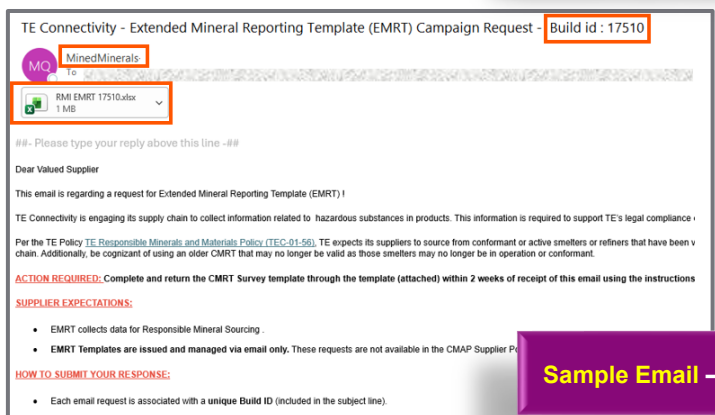 TE Connectivity - Extended Mineral Reporting Template (EMRT) Campaign Request - Build id : 17510
MQ
MinedMinerals
To
RMI EMRT 17510.xlsx
1 MB
##- Please type your reply above this line -##
Dear Valued Supplier
This email is regarding a request for Extended Mineral Reporting Template (EMRT) !
TE Connectivity is engaging its supply chain to collect information related to hazardous substances in products. This information is required to support TE's legal compliance
Per the TE Policy TE Responsible Minerals and Materials Policy (TEC-01-56), TE expects its suppliers to source from conformant or active smelters or refiners that have been v
chain. Additionally, be cognizant of using an older CMRT that may no longer be valid as those smelters may no longer be in operation or conformant.
ACTION REQUIRED: Complete and return the CMRT Survey template through the template (attached) within 2 weeks of receipt of this email using the instructions
SUPPLIER EXPECTATIONS:
• EMRT collects data for Responsible Mineral Sourcing .
• EMRT Templates are issued and managed via email only. These requests are not available in the CMAP Supplier Po
HOW TO SUBMIT YOUR RESPONSE:
• Each email request is associated with a unique Build ID (included in the subject line).
Sample Email –